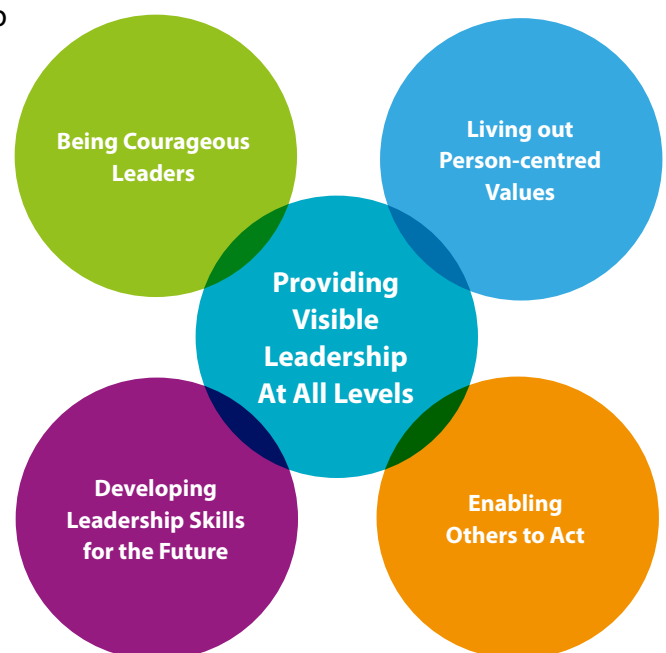 Being Courageous
Leaders
Living out
Person-centred
Values
Providing
Visible
Leadership
At All Levels
Developing
Leadership Skills
for the Future
Enabling
Others to Act